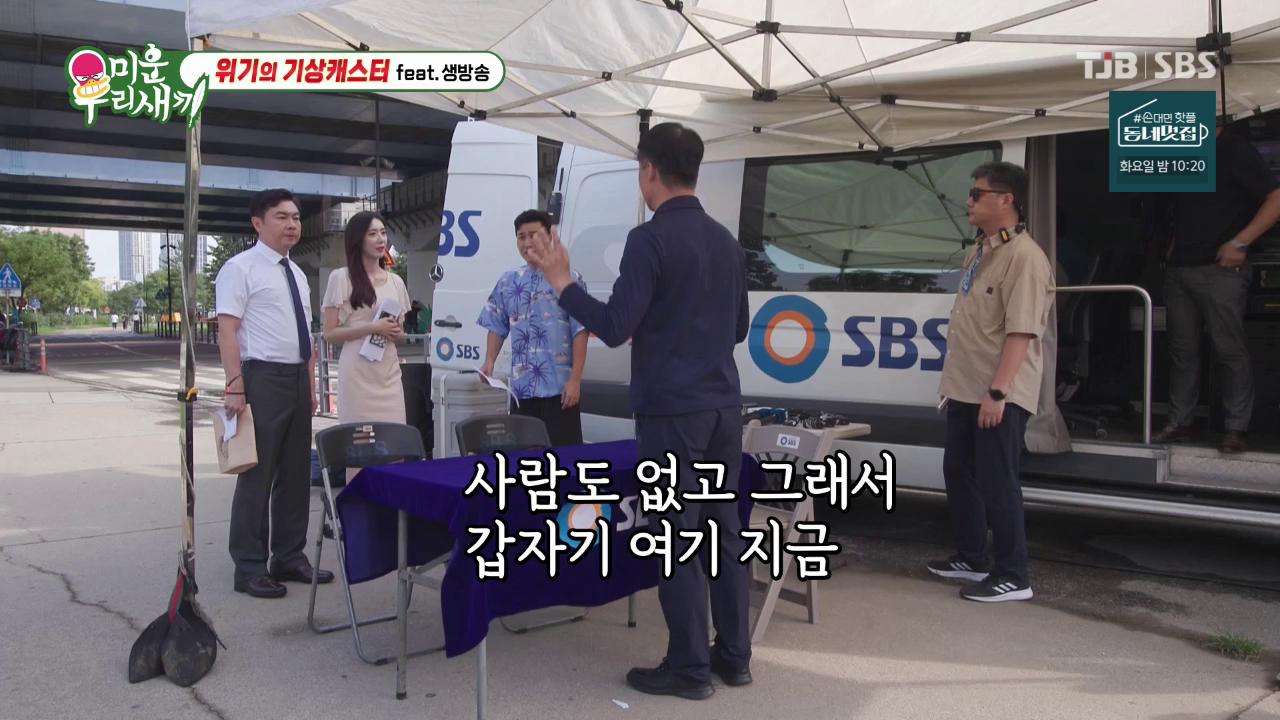 미운
우리새끼
위기의 기상캐스터 feat. 생방송
TJB SBS
#손대면 핫플
동네멋집
화요일 밤 10:20
BS
SBS
SBS
사람도 없고 그래서
갑자기 여기 지금